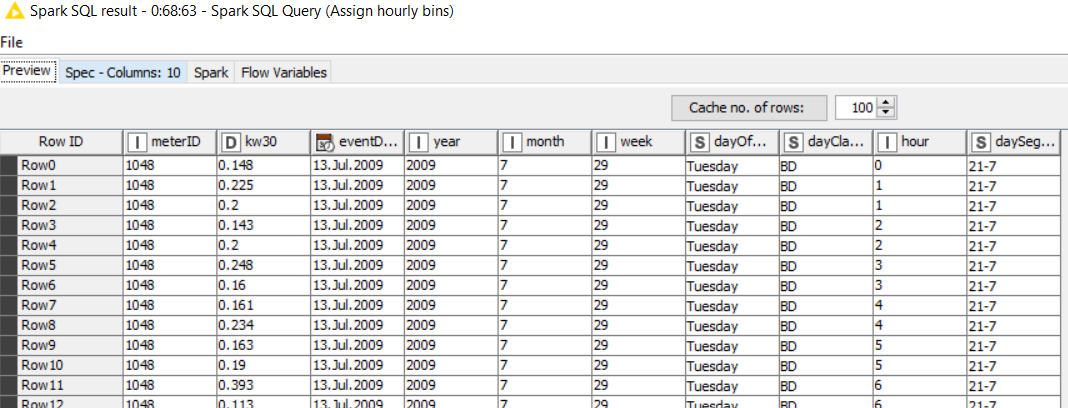 Spark SQL result - 0:68:63 - Spark SQL Query (Assign hourly bins)
File
Preview Spec - Columns: 10 Spark Flow Variables
Cache no. of rows: 100
Row ID I meterID D kw30 eventD... I year I month I week S dayOf... S dayCla... I hour S daySeg...
Row0 1048 0.148 13.Jul.2009 2009 7 29 Tuesday BD 0 21-7
Row1 1048 0.225 13.Jul.2009 2009 7 29 Tuesday BD 1 21-7
Row2 1048 0.2 13.Jul.2009 2009 7 29 Tuesday BD 1 21-7
Row3 1048 0.143 13.Jul.2009 2009 7 29 Tuesday BD 2 21-7
Row4 1048 0.2 13.Jul.2009 2009 7 29 Tuesday BD 2 21-7
Row5 1048 0.248 13.Jul.2009 2009 7 29 Tuesday BD 3 21-7
Row6 1048 0.16 13.Jul.2009 2009 7 29 Tuesday BD 3 21-7
Row7 1048 0.161 13.Jul.2009 2009 7 29 Tuesday BD 4 21-7
Row8 1048 0.234 13.Jul.2009 2009 7 29 Tuesday BD 4 21-7
Row9 1048 0.163 13.Jul.2009 2009 7 29 Tuesday BD 5 21-7
Row10 1048 0.19 13.Jul.2009 2009 7 29 Tuesday BD 5 21-7
Row11 1048 0.393 13.Jul.2009 2009 7 29 Tuesday BD 6 21-7
Row12 1048 0.113 13.Jul.2009 2009 7 29 Tuesday BD 6 21-7